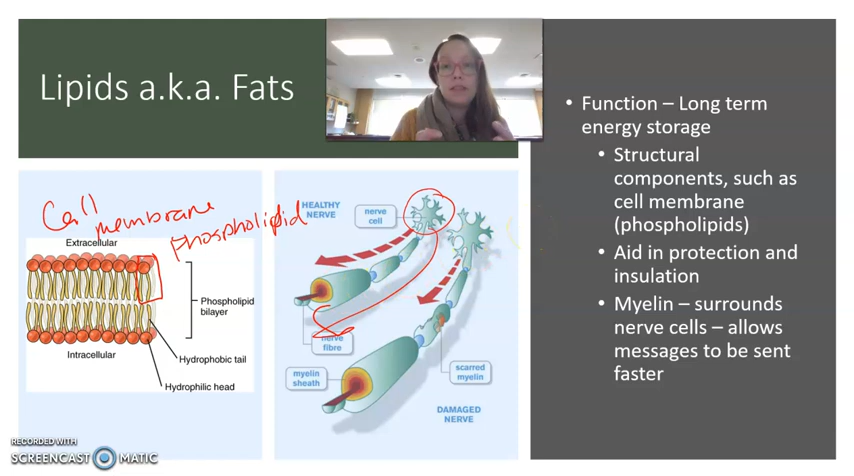 Lipids a.k.a. Fats
Cell
membrane
phospholipid
Extracellular
Phospholipid
bilayer
Intracellular
Hydrophobic tail
Hydrophilic head
HEALTHY
NERVE
nerve
cell
nerve
fibre
myelin
sheath
scarred
myelin
DAMAGED
NERVE
• Function – Long term
energy storage
• Structural
components, such as
cell membrane
(phospholipids)
• Aid in protection and
insulation
• Myelin – surrounds
nerve cells – allows
messages to be sent
faster
RECORDED WITH
SCREENCAST MATIC